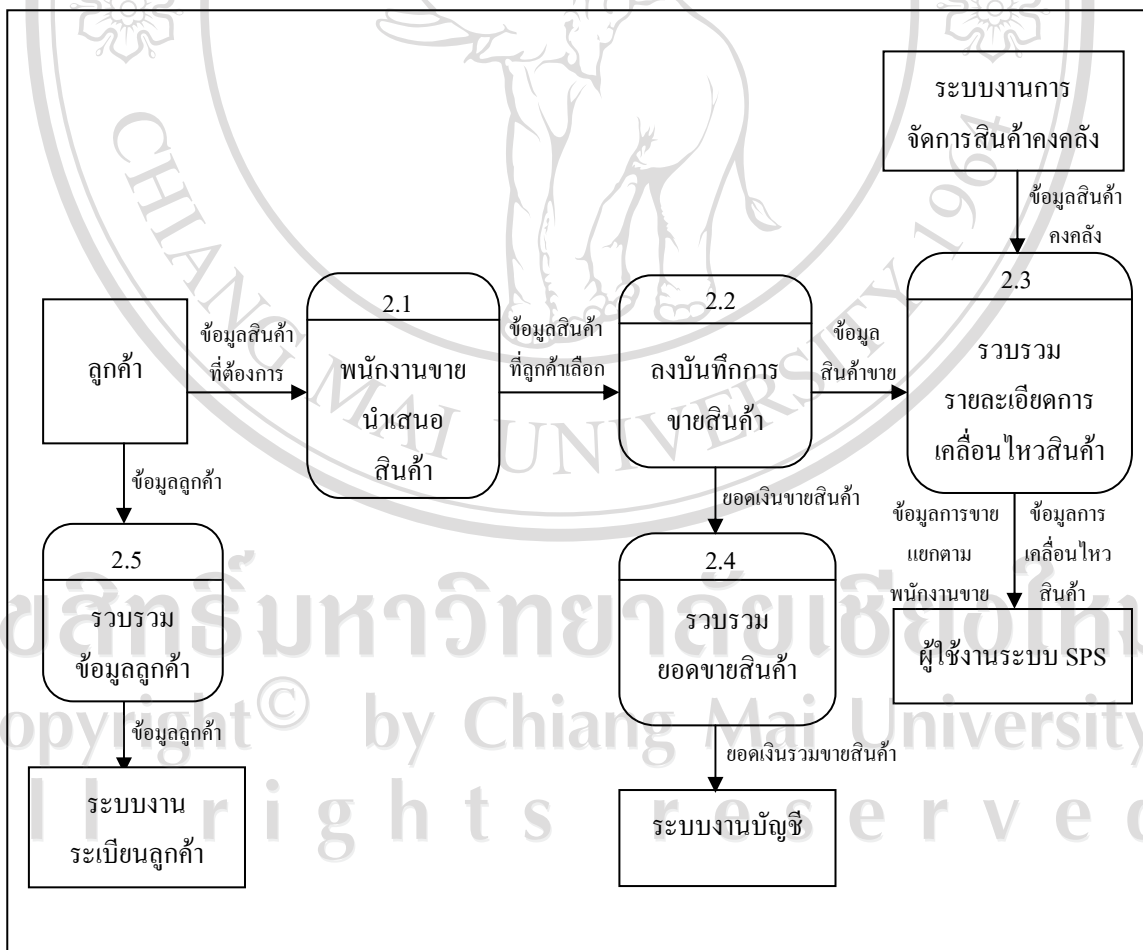 ระบบงานการ
จัดการสินค้าคงคลัง
ข้อมูลสินค้า
คงคลัง
ลูกค้า
ข้อมูลสินค้า
ที่ต้องการ
2.1
พนักงานขาย
นำเสนอ
สินค้า
ข้อมูลสินค้า
ที่ลูกค้าเลือก
2.2
ลงบันทึกการ
ขายสินค้า
ข้อมูล
สินค้าขาย
2.3
รวบรวม
รายละเอียดการ
เคลื่อนไหวสินค้า
ข้อมูลลูกค้า
ยอดเงินขายสินค้า
ข้อมูลการขาย
แยกตาม
พนักงานขาย
ข้อมูลการ
เคลื่อนไหว
สินค้า
2.5
รวบรวม
ข้อมูลลูกค้า
2.4
รวบรวม
ยอดขายสินค้า
ผู้ใช้งานระบบ SPS
ข้อมูลลูกค้า
ยอดเงินรวมขายสินค้า
ระบบงาน
ระเบียนลูกค้า
ระบบงานบัญชี
CHIANG MAI UNIVERSITY 1964
ขสิทธิ์มหาวิทยาลัยเชียงให
opyright© by Chiang Mai University
ll rights reserved